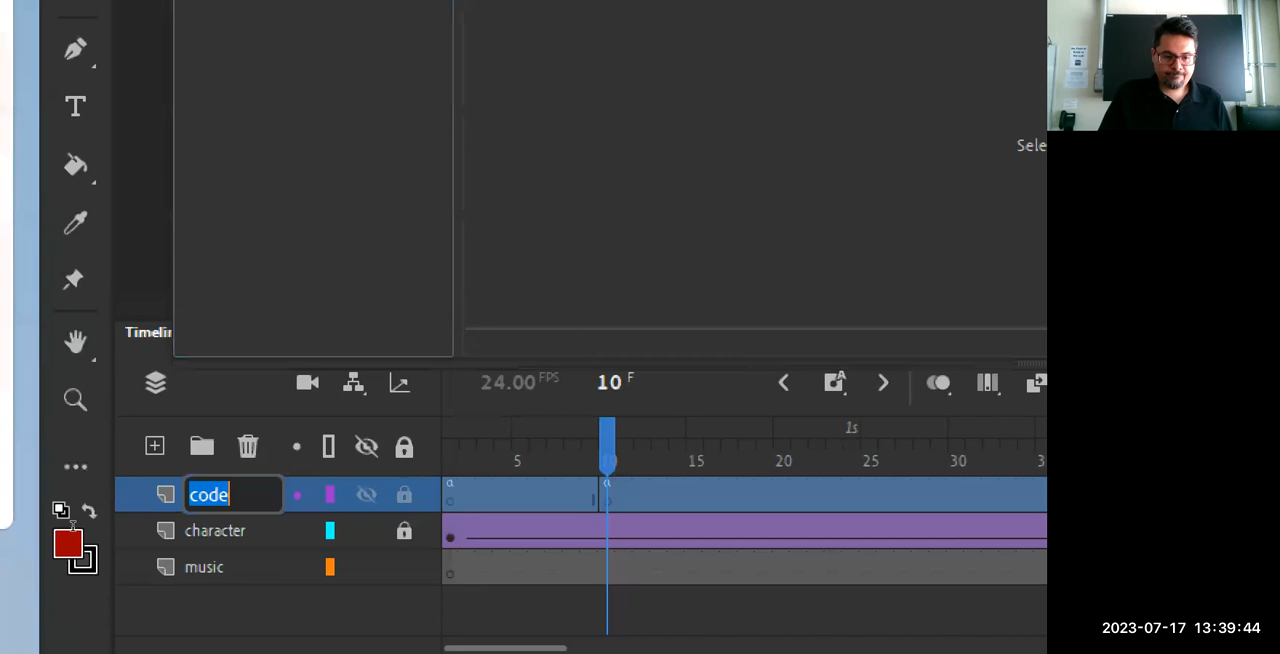 T
Sele
Timelin
24.00 FPS 10 F
1s
5 10 15 20 25 30 3
code a a
character
music
2023-07-17 13:39:44